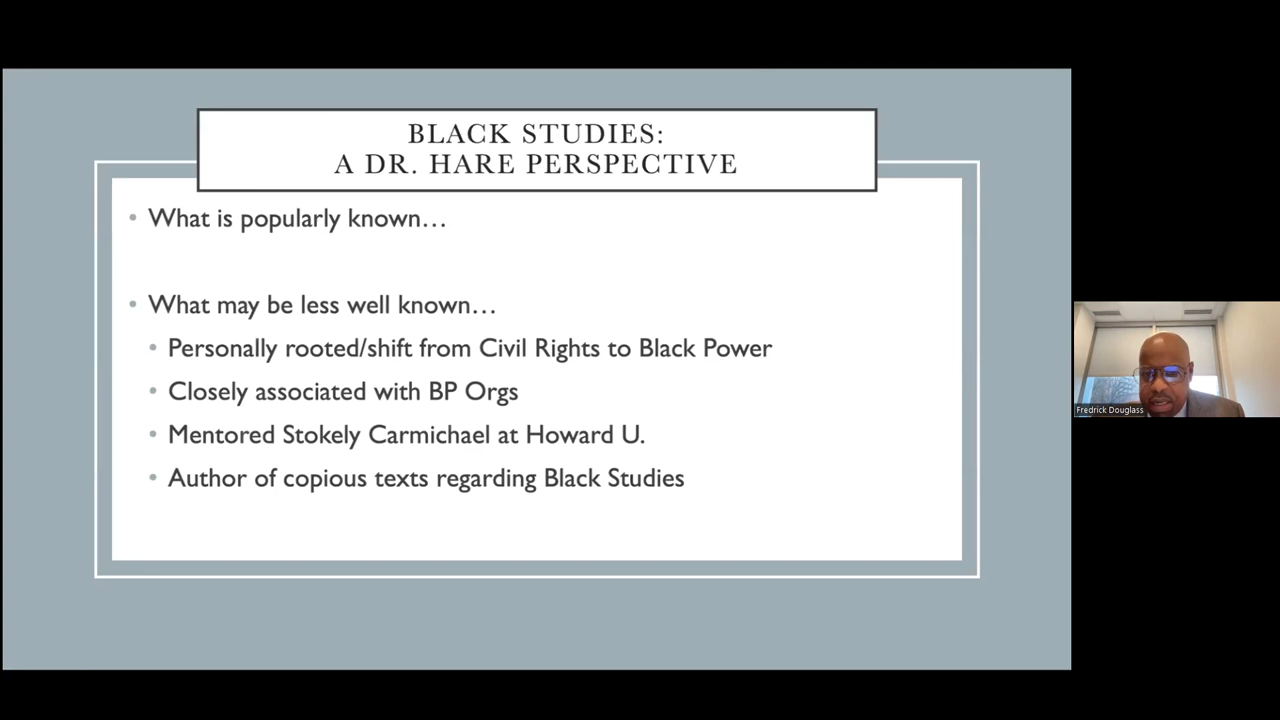 BLACK STUDIES:
A DR. HARE PERSPECTIVE
• What is popularly known…
• What may be less well known…
• Personally rooted/shift from Civil Rights to Black Power
• Closely associated with BP Orgs
• Mentored Stokely Carmichael at Howard U.
• Author of copious texts regarding Black Studies
Fredrick Douglass